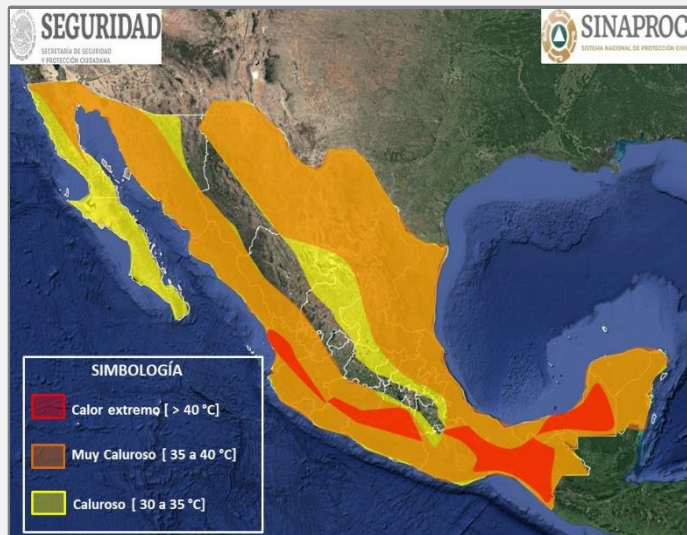 SEGURIDAD
SECRETARÍA DE SEGURIDAD
Y PROTECCIÓN CIUDADANA
SINAPROC
SISTEMA NACIONAL DE PROTECCIÓN CIVIL
SIMBOLOGÍA
Calor extremo [ > 40 °C]
Muy Caluroso [ 35 a 40 °C]
Caluroso [ 30 a 35 °C]